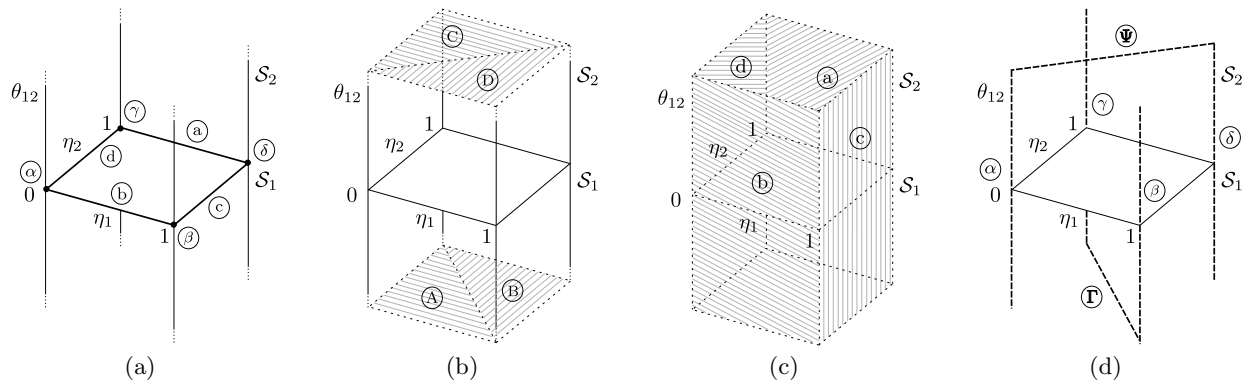 θ₁₂
𝒮₂
γ
1
ⓐ
η₂
ⓓ
δ
α
0
ⓑ
𝒮₁
ⓒ
η₁
1
β
(a)
Ⓒ
Ⓓ
θ₁₂
𝒮₂
1
η₂
0
𝒮₁
η₁
1
Ⓐ
Ⓑ
(b)
ⓓ
ⓐ
θ₁₂
𝒮₂
1
ⓒ
η₂
ⓑ
0
𝒮₁
η₁
1
(c)
Ψ
θ₁₂
𝒮₂
γ
1
η₂
δ
α
0
β
𝒮₁
η₁
1
Γ
(d)